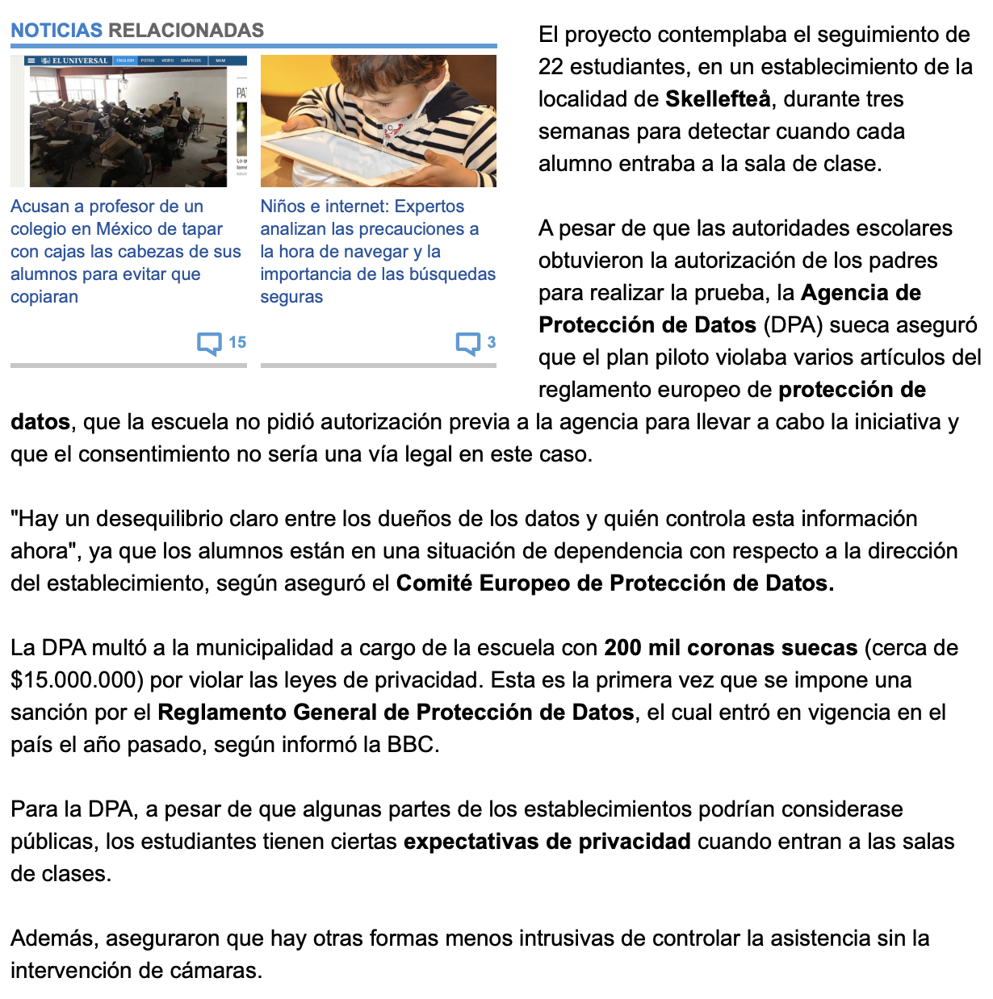 NOTICIAS RELACIONADAS
EL UNIVERSAL ENGLISH FOTOS VIDEO GRÁFICOS MxM
PAT
Acusan a profesor de un
colegio en México de tapar
con cajas las cabezas de sus
alumnos para evitar que
copiaran
15
Niños e internet: Expertos
analizan las precauciones a
la hora de navegar y la
importancia de las búsquedas
seguras
3
El proyecto contemplaba el seguimiento de
22 estudiantes, en un establecimiento de la
localidad de Skellefteå, durante tres
semanas para detectar cuando cada
alumno entraba a la sala de clase.
A pesar de que las autoridades escolares
obtuvieron la autorización de los padres
para realizar la prueba, la Agencia de
Protección de Datos (DPA) sueca aseguró
que el plan piloto violaba varios artículos del
reglamento europeo de protección de
datos, que la escuela no pidió autorización previa a la agencia para llevar a cabo la iniciativa y
que el consentimiento no sería una vía legal en este caso.
"Hay un desequilibrio claro entre los dueños de los datos y quién controla esta información
ahora", ya que los alumnos están en una situación de dependencia con respecto a la dirección
del establecimiento, según aseguró el Comité Europeo de Protección de Datos.
La DPA multó a la municipalidad a cargo de la escuela con 200 mil coronas suecas (cerca de
$15.000.000) por violar las leyes de privacidad. Esta es la primera vez que se impone una
sanción por el Reglamento General de Protección de Datos, el cual entró en vigencia en el
país el año pasado, según informó la BBC.
Para la DPA, a pesar de que algunas partes de los establecimientos podrían considerase
públicas, los estudiantes tienen ciertas expectativas de privacidad cuando entran a las salas
de clases.
Además, aseguraron que hay otras formas menos intrusivas de controlar la asistencia sin la
intervención de cámaras.